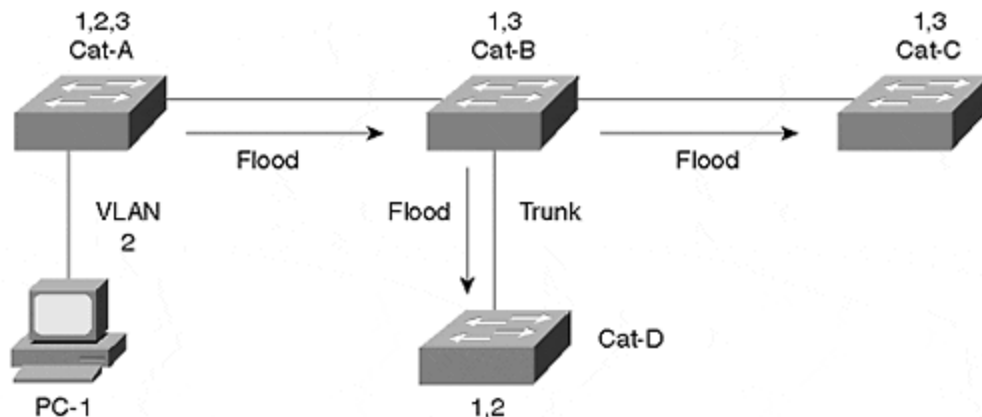 1,2,3
Cat-A
1,3
Cat-B
1,3
Cat-C
Flood
Flood
VLAN
2
Flood
Trunk
Cat-D
PC-1
1,2